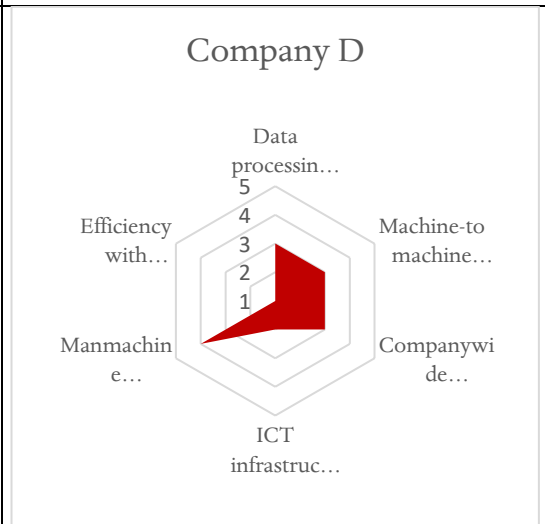 Company D
Data
processin…
5
4
3
2
1
Efficiency
with…
Machine-to
machine…
Manmachin
e…
Companywi
de…
ICT
infrastruc…